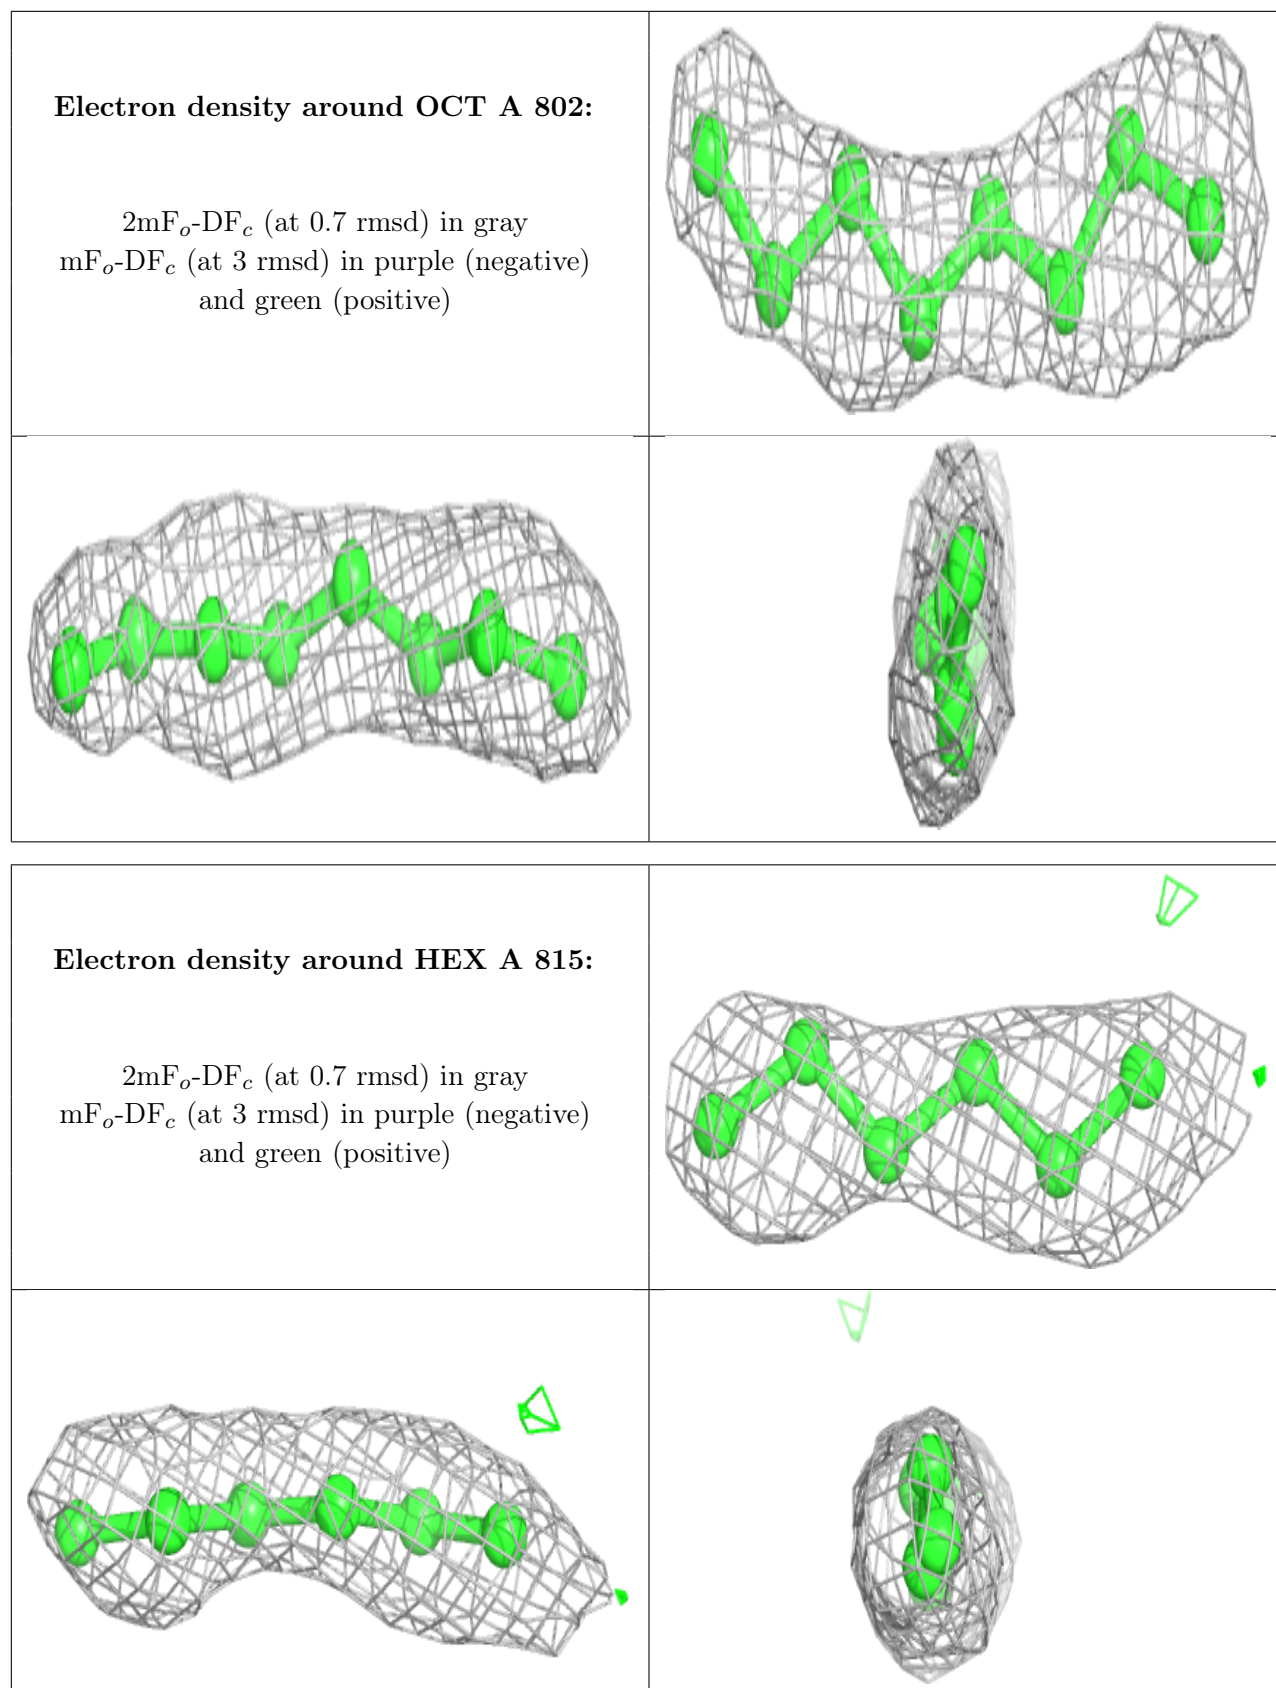 Electron density around OCT A 802:
2mFₒ-DF𝒸 (at 0.7 rmsd) in gray
mFₒ-DF𝒸 (at 3 rmsd) in purple (negative)
and green (positive)
Electron density around HEX A 815:
2mFₒ-DF𝒸 (at 0.7 rmsd) in gray
mFₒ-DF𝒸 (at 3 rmsd) in purple (negative)
and green (positive)